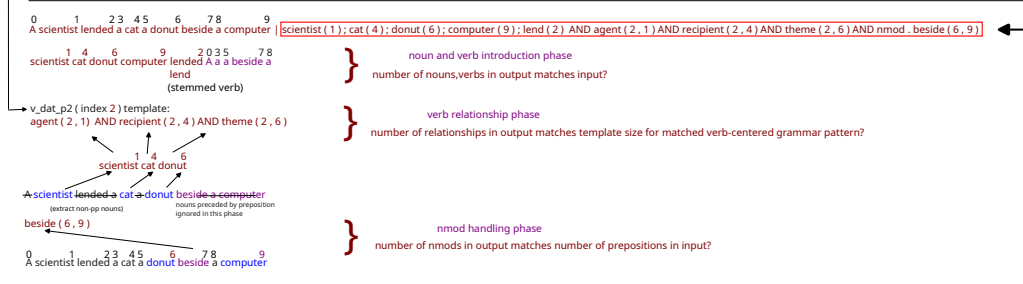 0 1 2 3 4 5 6 7 8 9
A scientist lended a cat a donut beside a computer | scientist ( 1 ) ; cat ( 4 ) ; donut ( 6 ) ; computer ( 9 ) ; lend ( 2 ) AND agent ( 2 , 1 ) AND recipient ( 2 , 4 ) AND theme ( 2 , 6 ) AND nmod . beside ( 6 , 9 )
1 4 6 9 2 0 3 5 7 8
scientist cat donut computer lended A a a beside a
lend
(stemmed verb)
} noun and verb introduction phase
number of nouns,verbs in output matches input?
v_dat_p2 ( index 2 ) template:
agent ( 2 , 1) AND recipient ( 2 , 4 ) AND theme ( 2 , 6 )
} verb relationship phase
number of relationships in output matches template size for matched verb-centered grammar pattern?
1 4 6
scientist cat donut
A scientist lended a cat a donut beside a computer
(extract non-pp nouns)
nouns preceded by preposition
ignored in this phase
beside ( 6 , 9 )
} nmod handling phase
number of nmods in output matches number of prepositions in input?
0 1 2 3 4 5 6 7 8 9
A scientist lended a cat a donut beside a computer